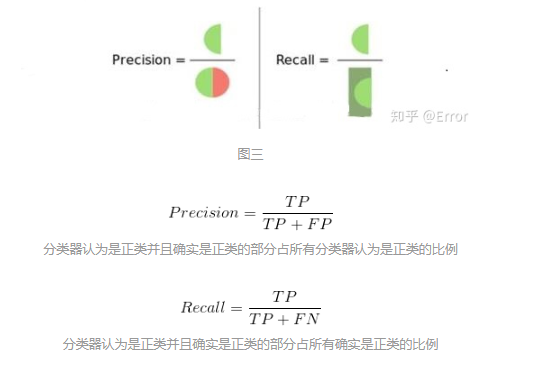 Precision = Recall =
知乎 @Error
图三
Precision = TP / TP + FP
分类器认为是正类并且确实是正类的部分占所有分类器认为是正类的比例
Recall = TP / TP + FN
分类器认为是正类并且确实是正类的部分占所有确实是正类的比例